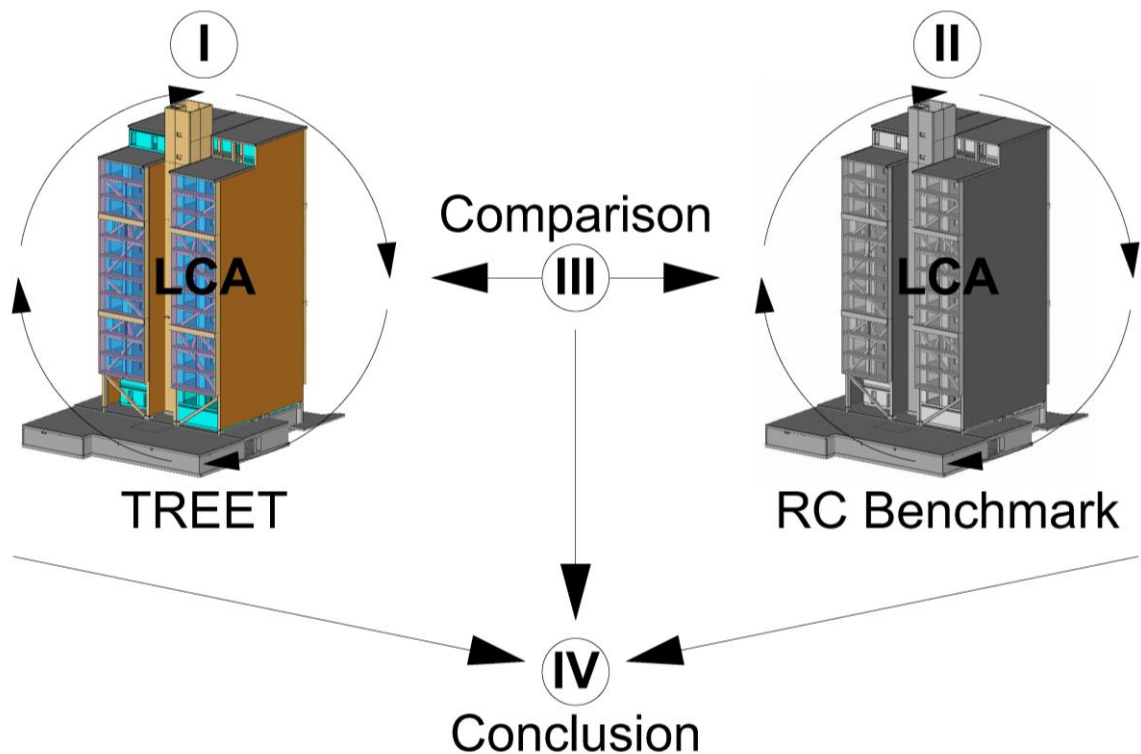 I
II
LCA
Comparison
III
LCA
TREET
RC Benchmark
IV
Conclusion